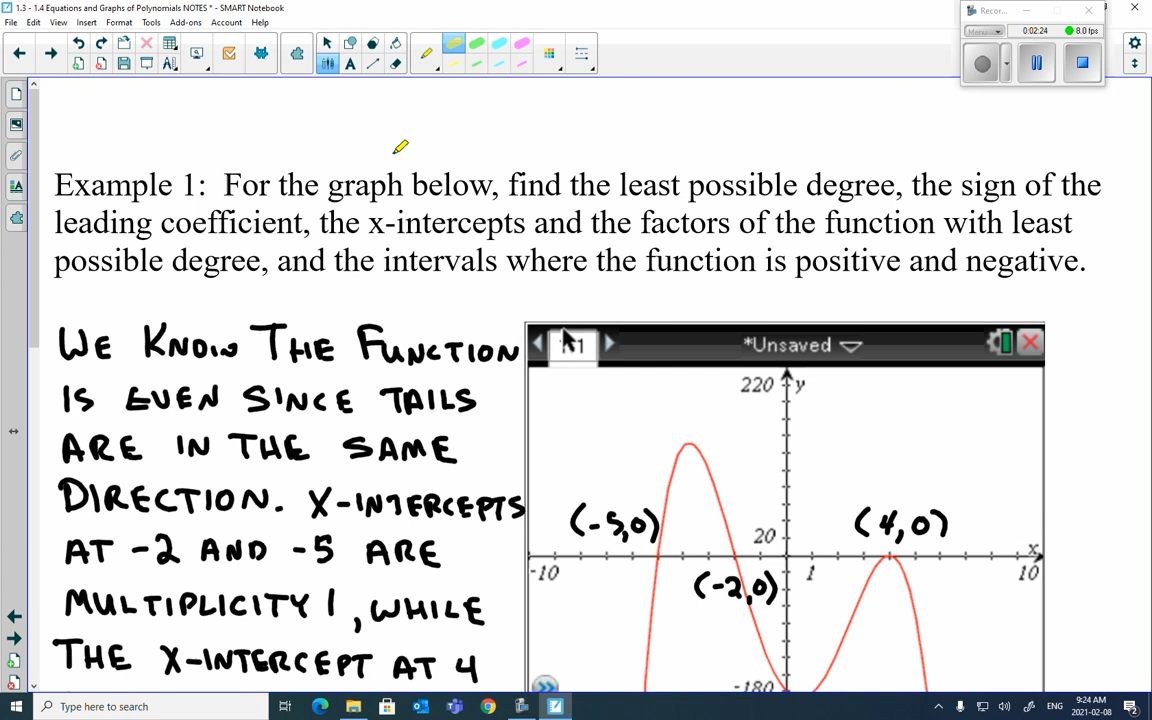 1.3 - 1.4 Equations and Graphs of Polynomials NOTES * - SMART Notebook
Recor...
File Edit View Insert Format Tools Add-ons Account Help
Menu 0:02:24 8.0 fps
Example 1: For the graph below, find the least possible degree, the sign of the
leading coefficient, the x-intercepts and the factors of the function with least
possible degree, and the intervals where the function is positive and negative.
WE KNOW THE FUNCTION
IS EVEN SINCE TAILS
ARE IN THE SAME
DIRECTION. X-INTERCEPTS
AT -2 AND -5 ARE
MULTIPLICITY 1, WHILE
THE X-INTERCEPT AT 4
*Unsaved
220 y
(-5,0) (4,0)
20 x
-10 1 10
(-2,0)
-180
Type here to search
ENG
9:24 AM
2021-02-08
2